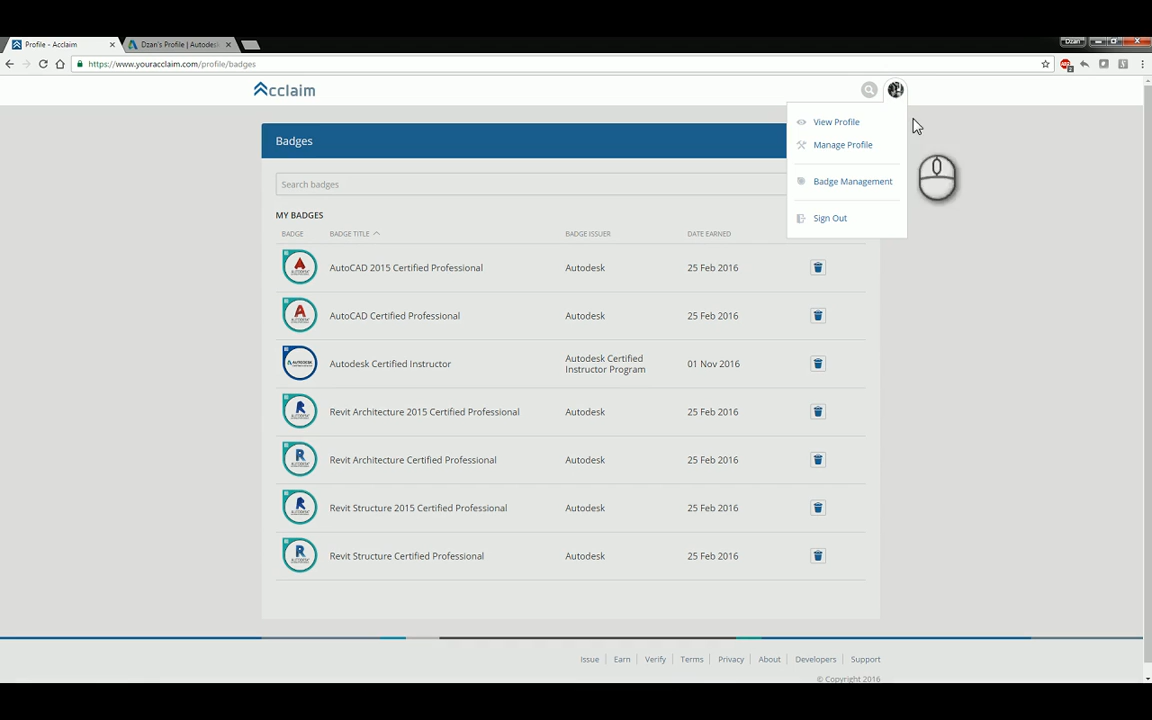 Profile - Acclaim
Dzan's Profile | Autodes
Dzan
https://www.youracclaim.com/profile/badges
Acclaim
View Profile
Manage Profile
Badge Management
Sign Out
Badges
Search badges
MY BADGES
BADGE BADGE TITLE BADGE ISSUER DATE EARNED
AutoCAD 2015 Certified Professional Autodesk 25 Feb 2016
AutoCAD Certified Professional Autodesk 25 Feb 2016
Autodesk Certified Instructor Autodesk Certified Instructor Program 01 Nov 2016
Revit Architecture 2015 Certified Professional Autodesk 25 Feb 2016
Revit Architecture Certified Professional Autodesk 25 Feb 2016
Revit Structure 2015 Certified Professional Autodesk 25 Feb 2016
Revit Structure Certified Professional Autodesk 25 Feb 2016
Issue | Earn | Verify | Terms | Privacy | About | Developers | Support
© Copyright 2016